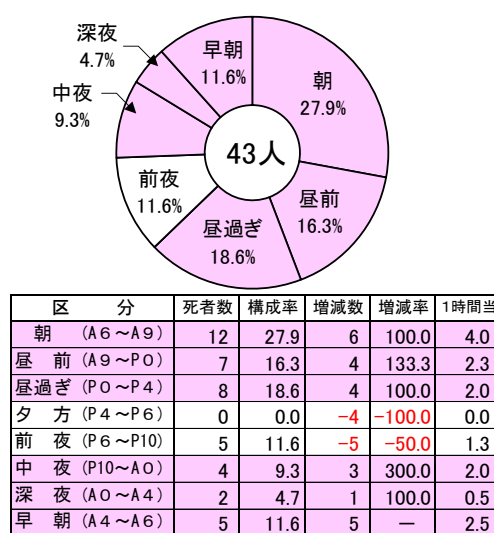 深夜
4.7%
早朝
11.6%
朝
27.9%
中夜
9.3%
43人
前夜
11.6%
昼前
16.3%
昼過ぎ
18.6%
区　分 死者数 構成率 増減数 増減率 1時間当
朝 (A6～A9) 12 27.9 6 100.0 4.0
昼 前 (A9～P0) 7 16.3 4 133.3 2.3
昼過ぎ (P0～P4) 8 18.6 4 100.0 2.0
夕 方 (P4～P6) 0 0.0 -4 -100.0 0.0
前 夜 (P6～P10) 5 11.6 -5 -50.0 1.3
中 夜 (P10～A0) 4 9.3 3 300.0 2.0
深 夜 (A0～A4) 2 4.7 1 100.0 0.5
早 朝 (A4～A6) 5 11.6 5 － 2.5